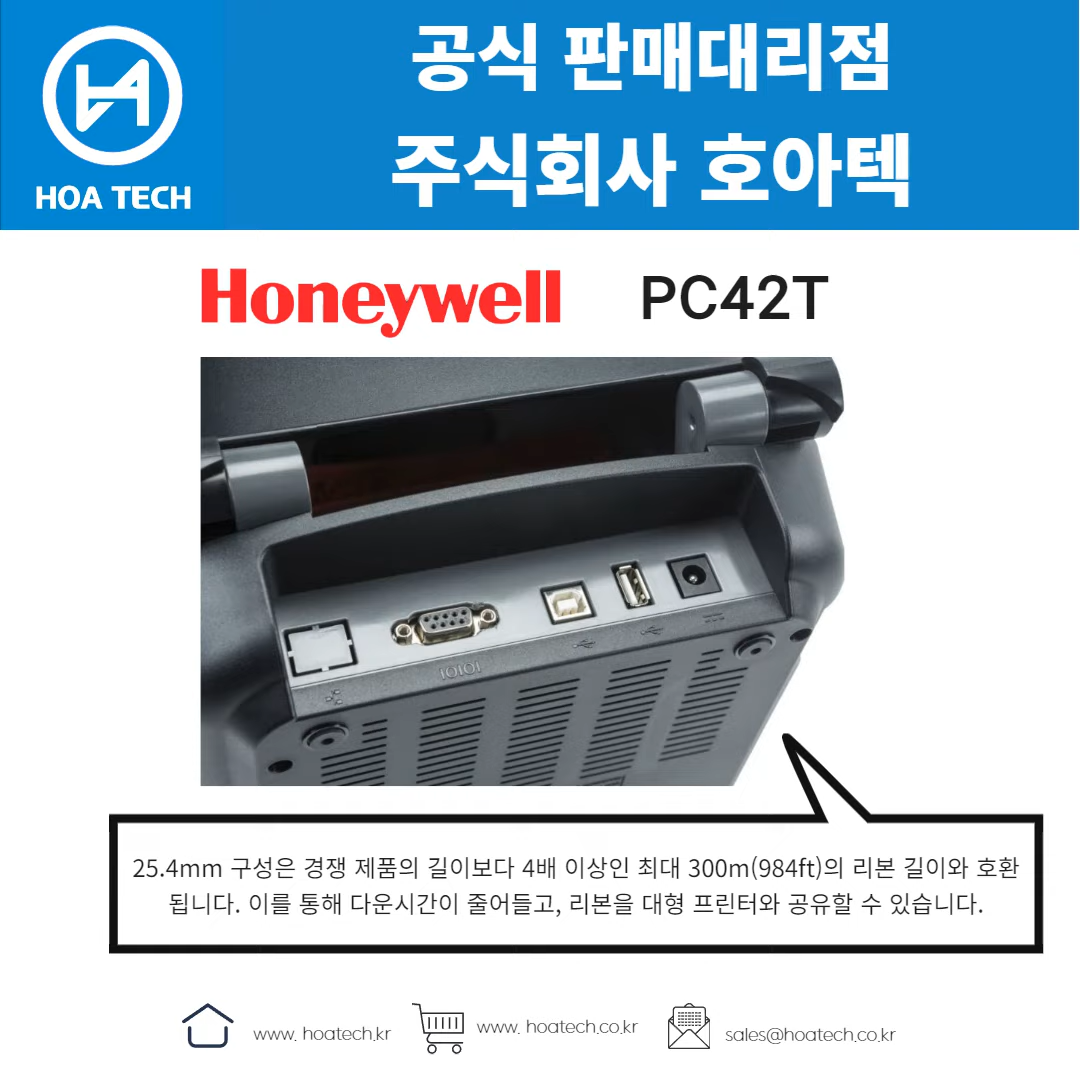 공식 판매대리점
주식회사 호아텍
HOA TECH
Honeywell PC42T
IOIOI
25.4mm 구성은 경쟁 제품의 길이보다 4배 이상인 최대 300m(984ft)의 리본 길이와 호환
됩니다. 이를 통해 다운시간이 줄어들고, 리본을 대형 프린터와 공유할 수 있습니다.
www. hoatech.kr
www. hoatech.co.kr
sales@hoatech.co.kr